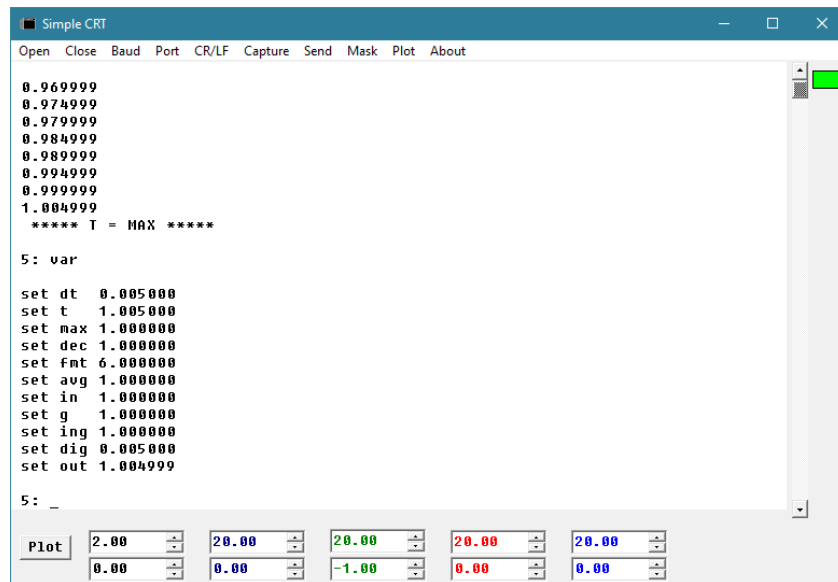 Simple CRT
Open Close Baud Port CR/LF Capture Send Mask Plot About
0.969999
0.974999
0.979999
0.984999
0.989999
0.994999
0.999999
1.004999
***** T = MAX *****
5: var
set dt 0.005000
set t 1.005000
set max 1.000000
set dec 1.000000
set fmt 6.000000
set avg 1.000000
set in 1.000000
set g 1.000000
set ing 1.000000
set dig 0.005000
set out 1.004999
5: _
Plot 2.00 20.00 20.00 20.00 20.00
0.00 0.00 -1.00 0.00 0.00